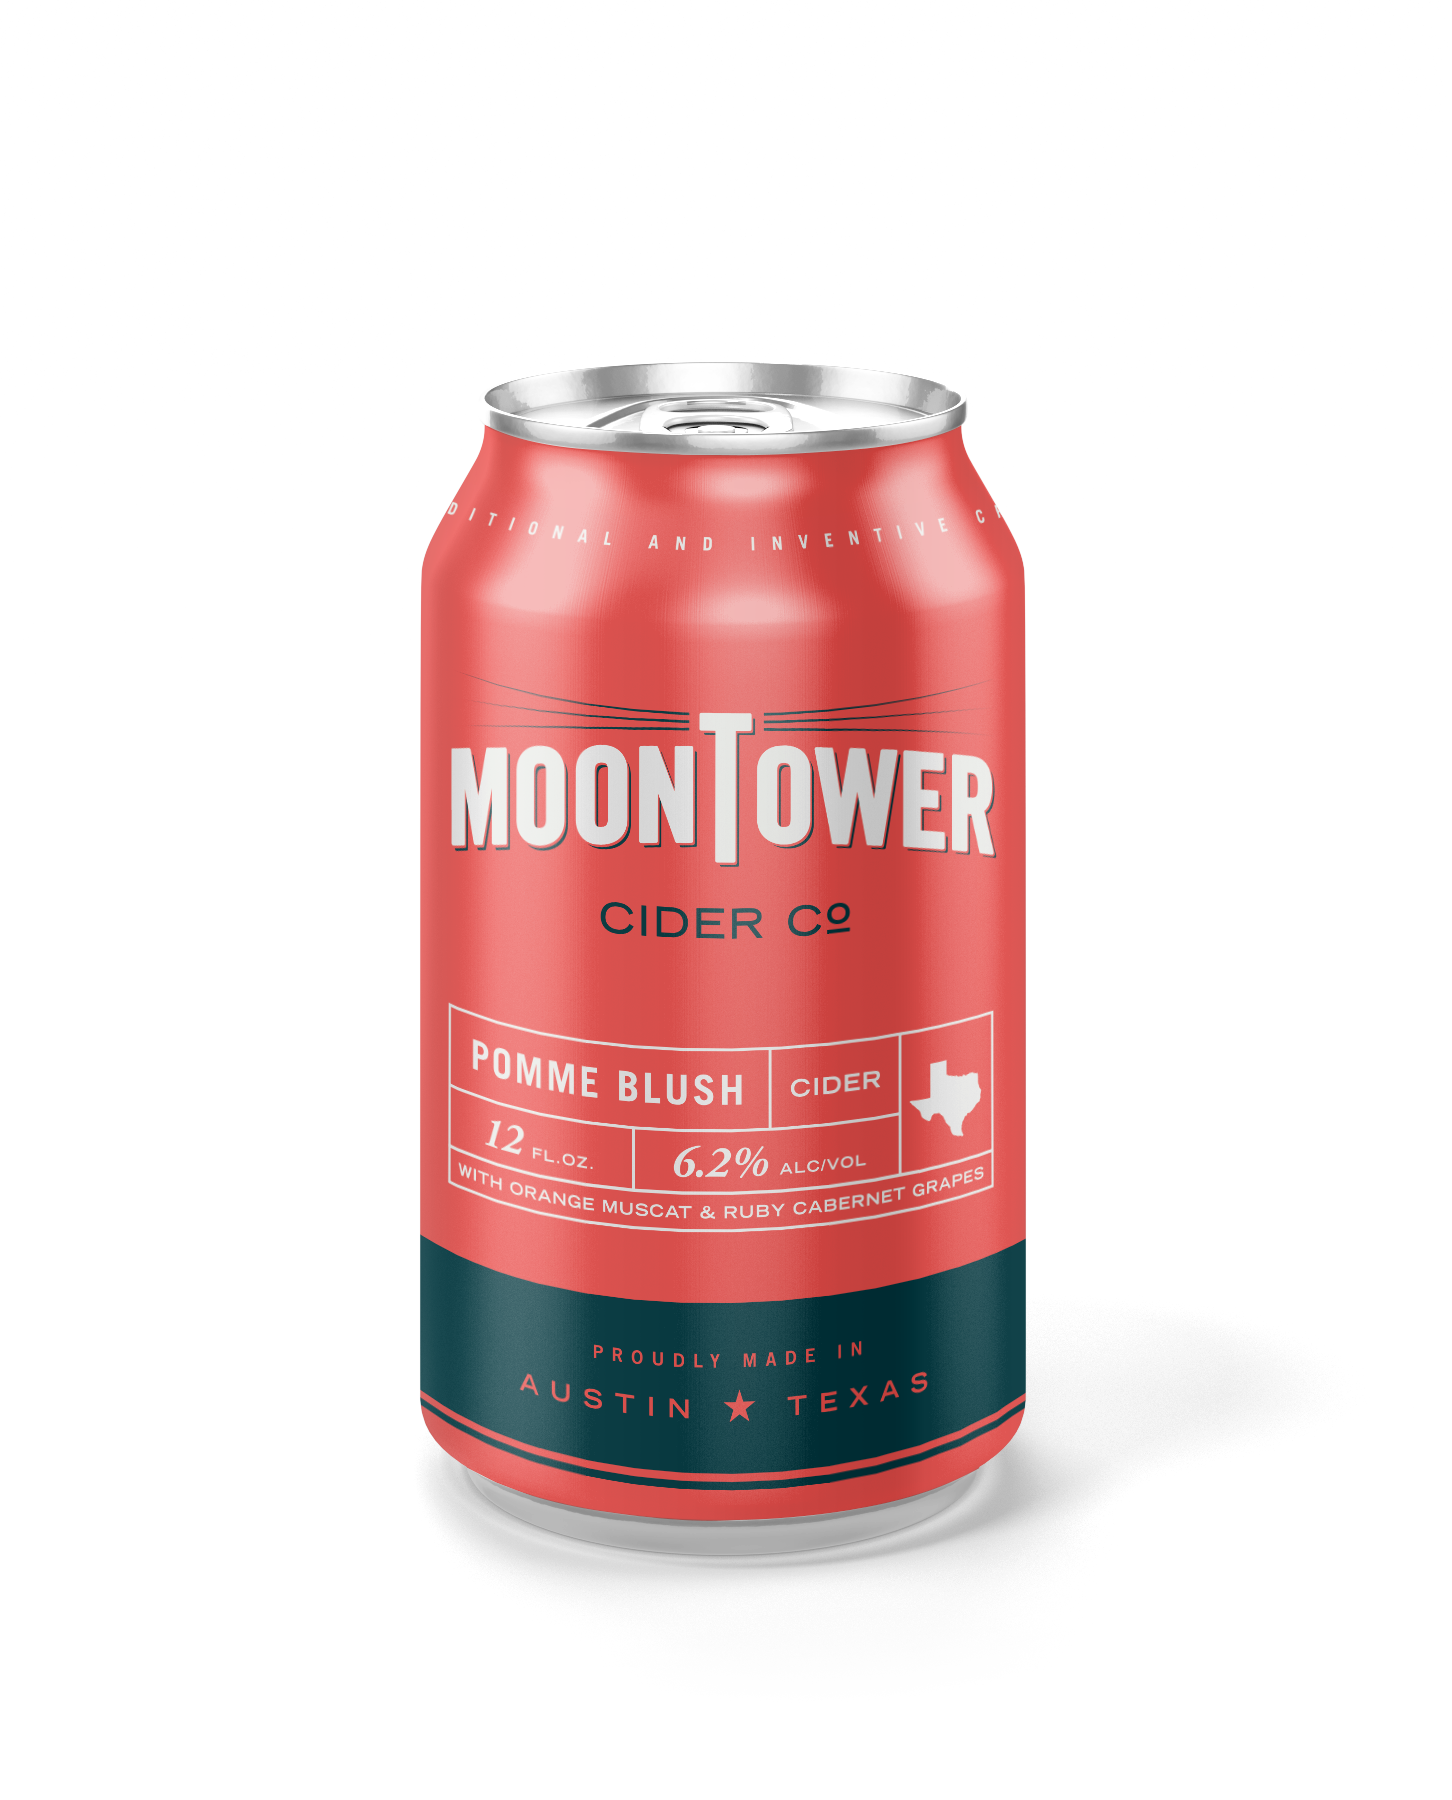 DITIONAL AND INVENTIVE
MOONTOWER
CIDER Cº
POMME BLUSH
CIDER
12 FL.OZ.
6.2% ALC/VOL
WITH ORANGE MUSCAT & RUBY CABERNET GRAPES
PROUDLY MADE IN
AUSTIN ★ TEXAS